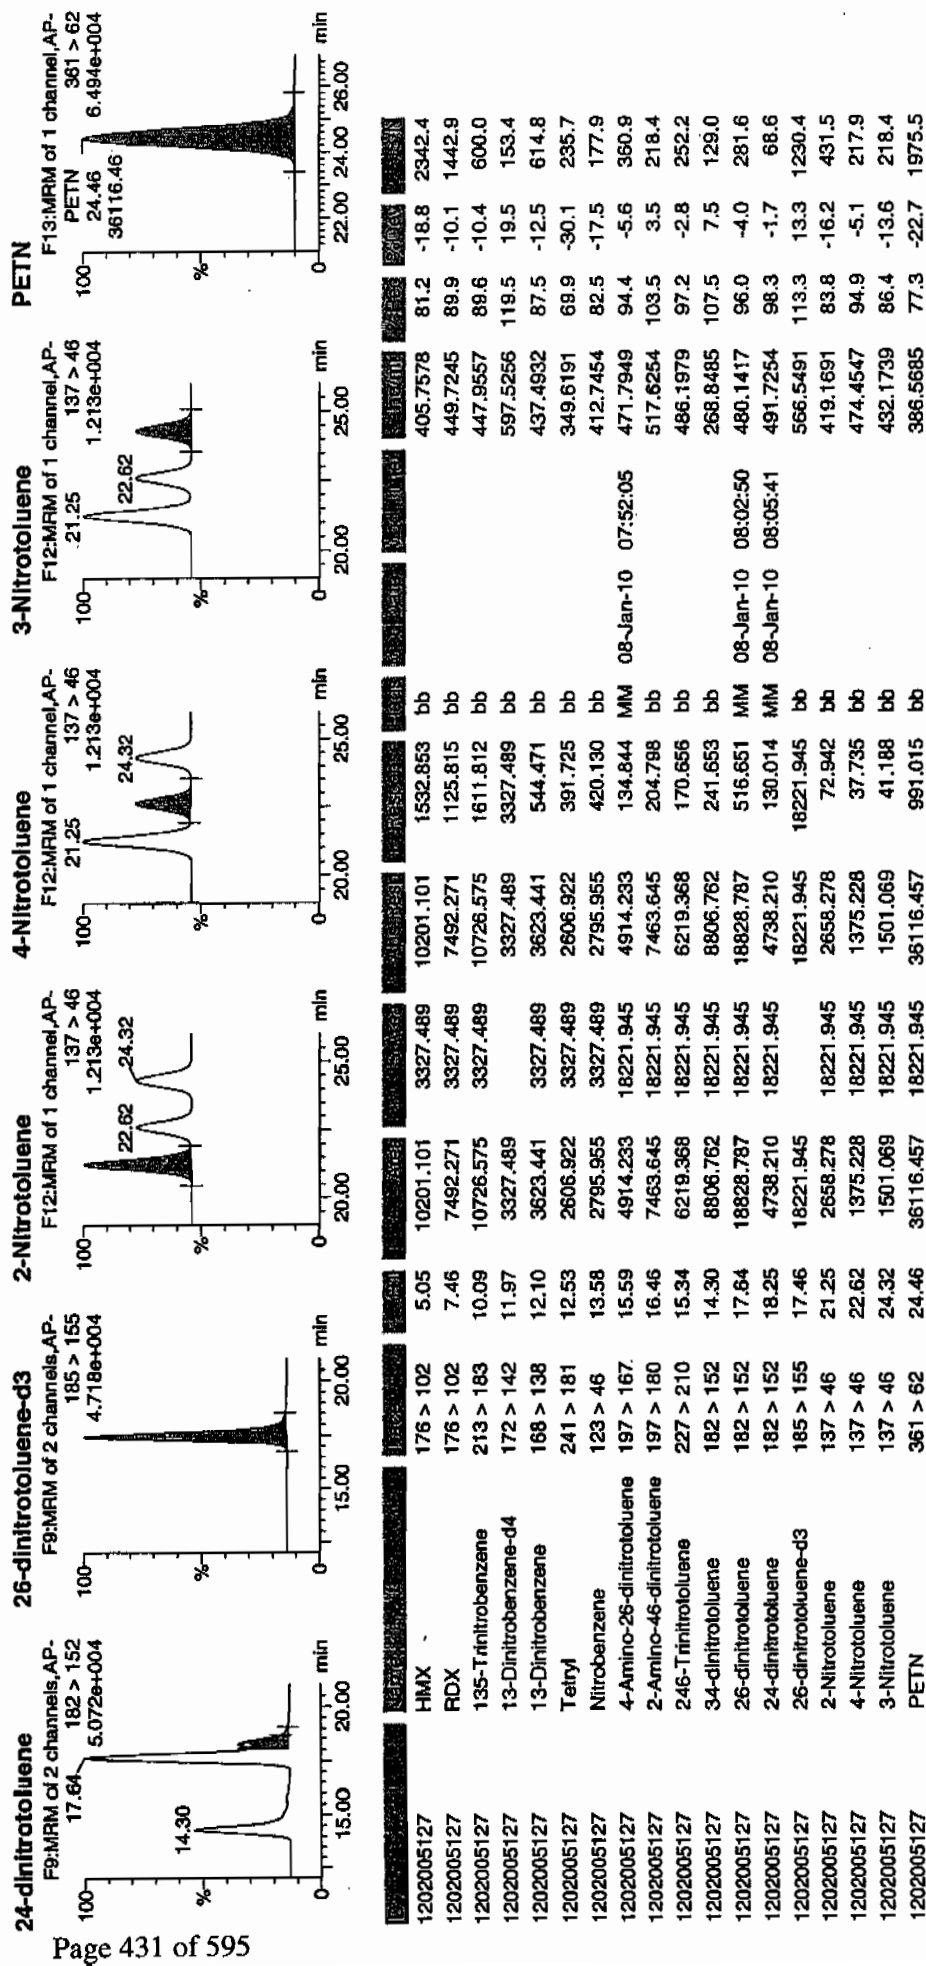 24-dinitrotoluene
F9:MRM of 2 channels,AP-
182 > 152
5.072e+004
100
17.64
14.30
%
0
15.00
20.00
min
26-dinitrotoluene-d3
F9:MRM of 2 channels,AP-
185 > 155
4.718e+004
100
%
0
15.00
20.00
min
2-Nitrotoluene
F12:MRM of 1 channel,AP-
137 > 46
1.213e+004
100
22.62
24.32
%
0
20.00
25.00
min
4-Nitrotoluene
F12:MRM of 1 channel,AP-
137 > 46
1.213e+004
100
21.25
24.32
%
0
20.00
25.00
min
3-Nitrotoluene
F12:MRM of 1 channel,AP-
137 > 46
1.213e+004
100
21.25
22.62
%
0
20.00
25.00
min
PETN
F13:MRM of 1 channel,AP-
361 > 62
6.494e+004
PETN
24.46
36116.46
100
%
0
22.00
24.00
26.00
min
1202005127 HMX 176 > 102 5.05 10201.101 3327.489 10201.101 1532.853 bb 405.7578 81.2 -18.8 2342.4
1202005127 RDX 176 > 102 7.46 7492.271 3327.489 7492.271 1125.815 bb 449.7245 89.9 -10.1 1442.9
1202005127 135-Trinitrobenzene 213 > 183 10.09 10726.575 3327.489 10726.575 1611.812 bb 447.9557 89.6 -10.4 600.0
1202005127 13-Dinitrobenzene-d4 172 > 142 11.97 3327.489 3327.489 3327.489 bb 597.5256 119.5 19.5 153.4
1202005127 13-Dinitrobenzene 168 > 138 12.10 3623.441 3327.489 3623.441 544.471 bb 437.4932 87.5 -12.5 614.8
1202005127 Tetryl 241 > 181 12.53 2606.922 3327.489 2606.922 391.725 bb 349.6191 69.9 -30.1 235.7
1202005127 Nitrobenzene 123 > 46 13.58 2795.955 3327.489 2795.955 420.130 bb 412.7454 82.5 -17.5 177.9
1202005127 4-Amino-26-dinitrotoluene 197 > 167. 15.59 4914.233 18221.945 4914.233 134.844 MM 08-Jan-10 07:52:05 471.7949 94.4 -5.6 360.9
1202005127 2-Amino-46-dinitrotoluene 197 > 180 16.46 7463.645 18221.945 7463.645 204.798 bb 517.6254 103.5 3.5 218.4
1202005127 246-Trinitrotoluene 227 > 210 15.34 6219.368 18221.945 6219.368 170.656 bb 486.1979 97.2 -2.8 252.2
1202005127 34-dinitrotoluene 182 > 152 14.30 8806.762 18221.945 8806.762 241.653 bb 268.8485 107.5 7.5 129.0
1202005127 26-dinitrotoluene 182 > 152 17.64 18828.787 18221.945 18828.787 516.651 MM 08-Jan-10 08:02:50 480.1417 96.0 -4.0 281.6
1202005127 24-dinitrotoluene 182 > 152 18.25 4738.210 18221.945 4738.210 130.014 MM 08-Jan-10 08:05:41 491.7254 98.3 -1.7 68.6
1202005127 26-dinitrotoluene-d3 185 > 155 17.46 18221.945 18221.945 18221.945 bb 566.5491 113.3 13.3 1230.4
1202005127 2-Nitrotoluene 137 > 46 21.25 2658.278 18221.945 2658.278 72.942 bb 419.1691 83.8 -16.2 431.5
1202005127 4-Nitrotoluene 137 > 46 22.62 1375.228 18221.945 1375.228 37.735 bb 474.4547 94.9 -5.1 217.9
1202005127 3-Nitrotoluene 137 > 46 24.32 1501.069 18221.945 1501.069 41.188 bb 432.1739 86.4 -13.6 218.4
1202005127 PETN 361 > 62 24.46 36116.457 18221.945 36116.457 991.015 bb 386.5685 77.3 -22.7 1975.5
Page 431 of 595